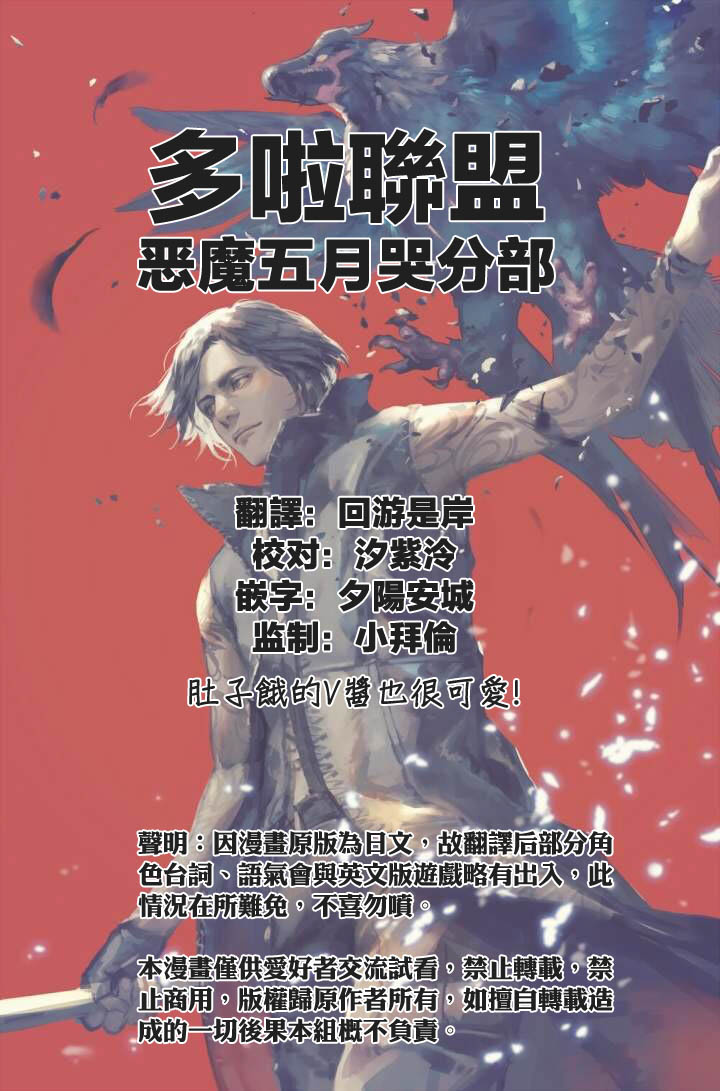 多啦聯盟
恶魔五月哭分部
翻譯：回游是岸
校对：汐紫泠
嵌字：夕陽安城
监制：小拜倫
肚子餓的V醬也很可愛!
聲明：因漫畫原版為日文，故翻譯后部分角
色台詞、語氣會與英文版遊戲略有出入，此
情況在所難免，不喜勿噴。
本漫畫僅供愛好者交流試看，禁止轉載，禁
止商用，版權歸原作者所有，如擅自轉載造
成的一切後果本組概不負責。